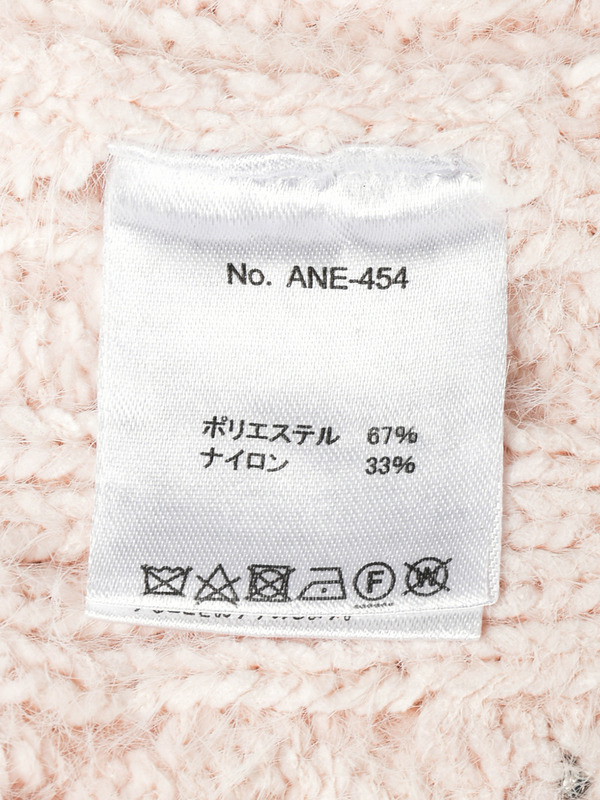 No. ANE-454
ポリエステル 67%
ナイロン 33%
F
W